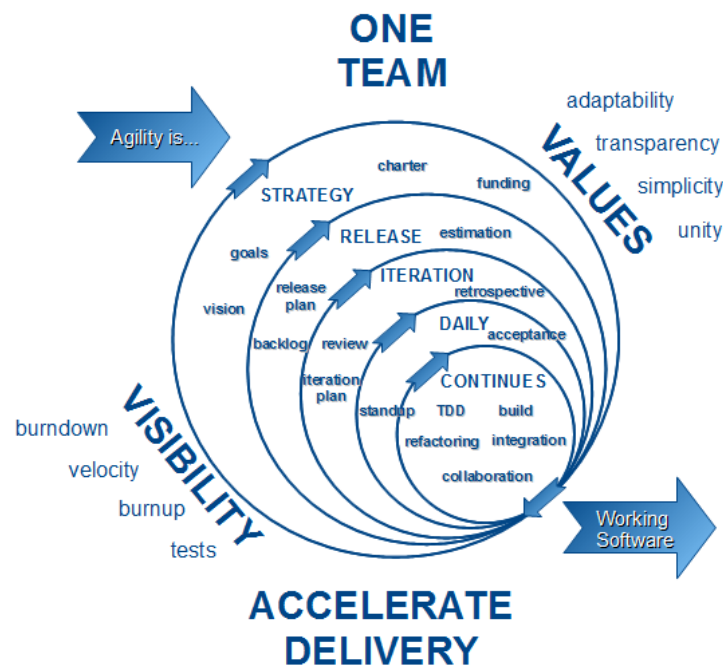 ONE
TEAM
Agility is...
adaptability
transparency
simplicity
unity
VALUES
charter
funding
STRATEGY
goals
vision
RELEASE
estimation
release
plan
backlog
ITERATION
retrospective
review
iteration
plan
DAILY
acceptance
standup
CONTINUES
TDD
build
refactoring
integration
collaboration
VISIBILITY
burndown
velocity
burnup
tests
Working
Software
ACCELERATE
DELIVERY